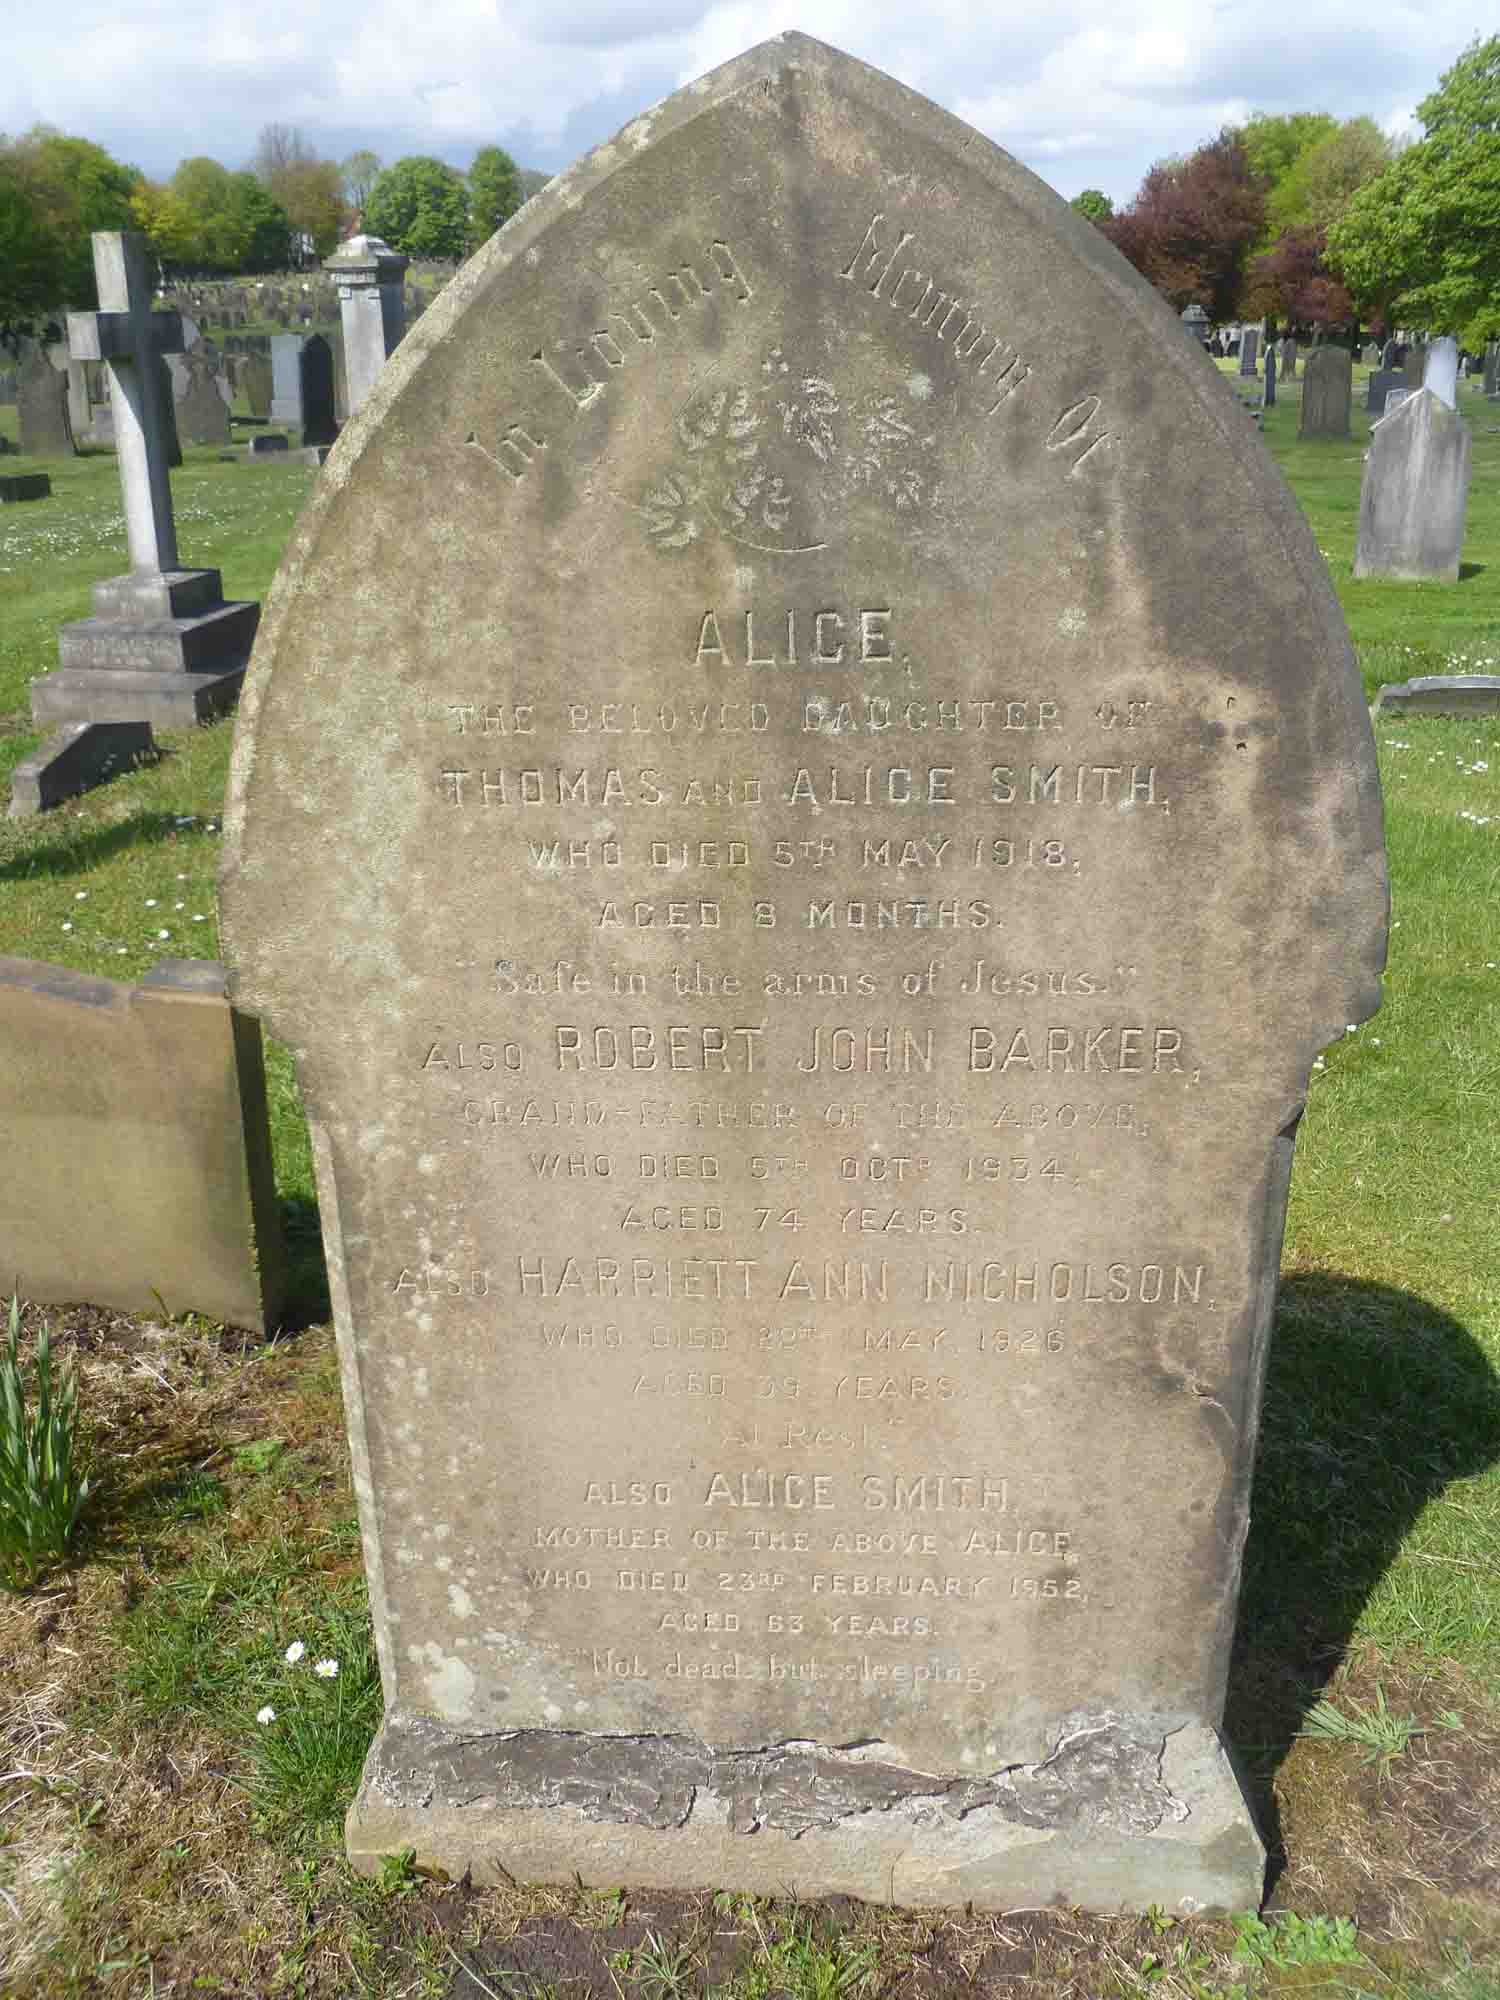 In Loving Memory Of
ALICE,
THE BELOVED DAUGHTER OF
THOMAS AND ALICE SMITH,
WHO DIED 5TH MAY 1918,
AGED 8 MONTHS.
"Safe in the arms of Jesus."
ALSO ROBERT JOHN BARKER,
GRAND-FATHER OF THE ABOVE,
WHO DIED 5TH OCTR 1934,
AGED 74 YEARS.
ALSO HARRIETT ANN NICHOLSON,
WHO DIED MAY 1926
AGED 39 YEARS.
"At Rest."
ALSO ALICE SMITH,
MOTHER OF THE ABOVE ALICE,
WHO DIED 23RD FEBRUARY 1952,
AGED 63 YEARS.
"Not dead but sleeping